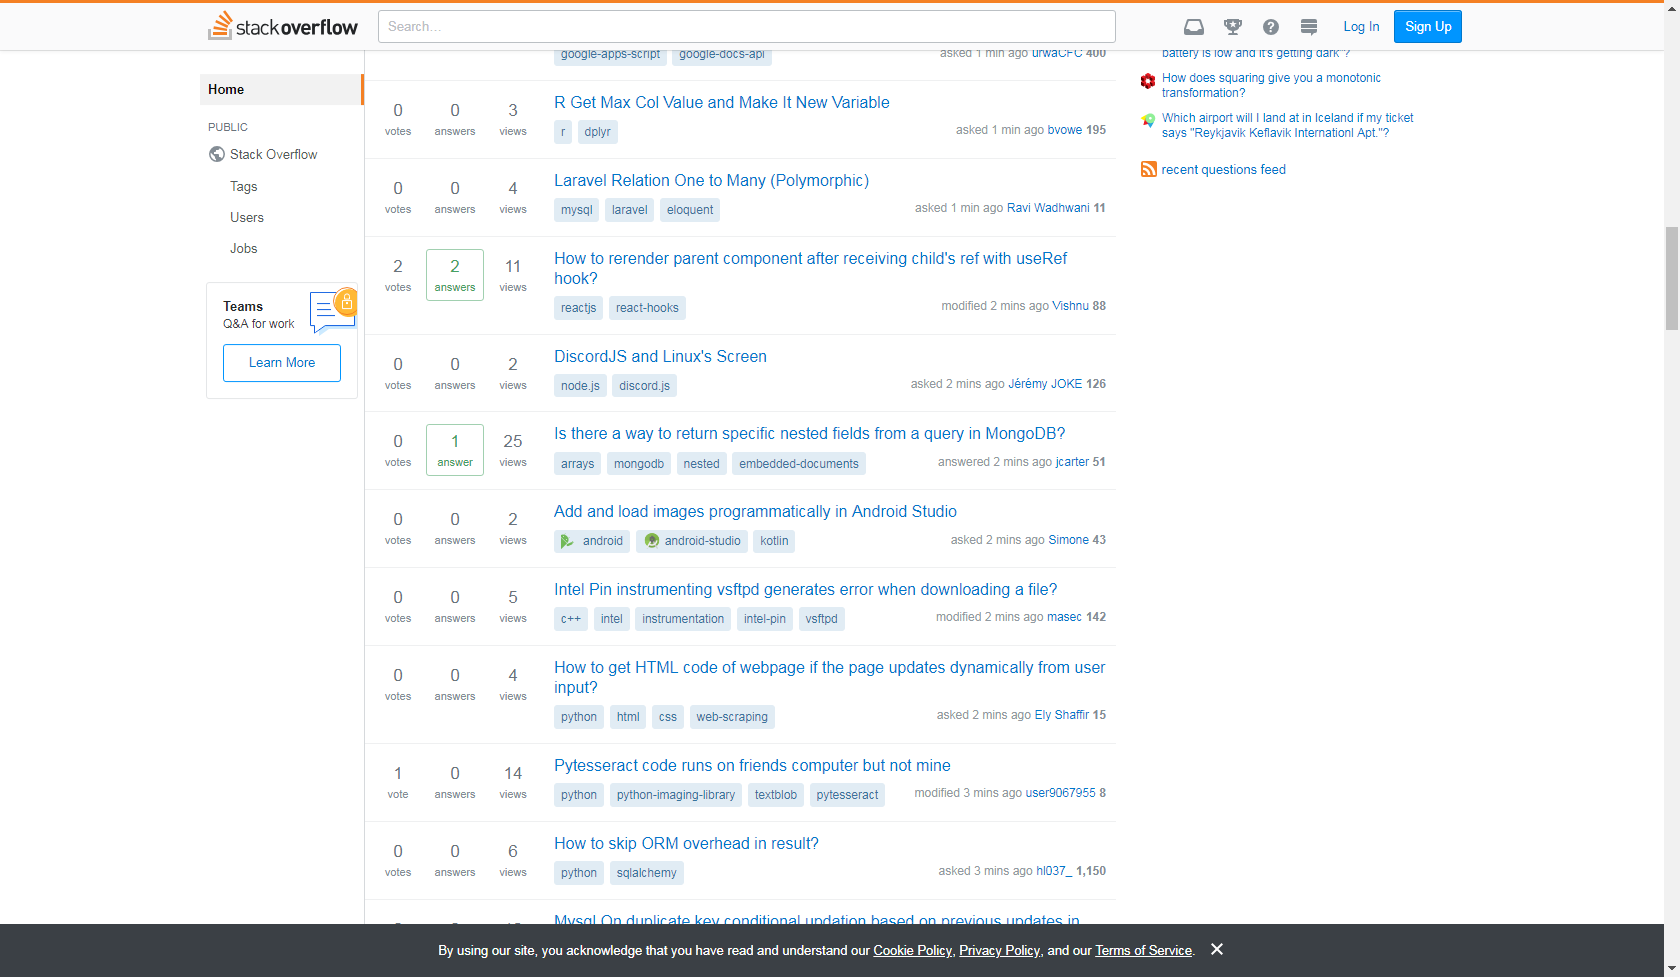 stackoverflow
Search...
Log In
Sign Up
Home
PUBLIC
Stack Overflow
Tags
Users
Jobs
Teams
Q&A for work
Learn More
google-apps-script google-docs-api
asked 1 min ago urwaCFC 400
0 votes 0 answers 3 views
R Get Max Col Value and Make It New Variable
r dplyr
asked 1 min ago bvowe 195
0 votes 0 answers 4 views
Laravel Relation One to Many (Polymorphic)
mysql laravel eloquent
asked 1 min ago Ravi Wadhwani 11
2 votes 2 answers 11 views
How to rerender parent component after receiving child's ref with useRef
hook?
reactjs react-hooks
modified 2 mins ago Vishnu 88
0 votes 0 answers 2 views
DiscordJS and Linux's Screen
node.js discord.js
asked 2 mins ago Jérémy JOKE 126
0 votes 1 answer 25 views
Is there a way to return specific nested fields from a query in MongoDB?
arrays mongodb nested embedded-documents
answered 2 mins ago jcarter 51
0 votes 0 answers 2 views
Add and load images programmatically in Android Studio
android android-studio kotlin
asked 2 mins ago Simone 43
0 votes 0 answers 5 views
Intel Pin instrumenting vsftpd generates error when downloading a file?
c++ intel instrumentation intel-pin vsftpd
modified 2 mins ago masec 142
0 votes 0 answers 4 views
How to get HTML code of webpage if the page updates dynamically from user
input?
python html css web-scraping
asked 2 mins ago Ely Shaffir 15
1 vote 0 answers 14 views
Pytesseract code runs on friends computer but not mine
python python-imaging-library textblob pytesseract
modified 3 mins ago user9067955 8
0 votes 0 answers 6 views
How to skip ORM overhead in result?
python sqlalchemy
asked 3 mins ago hl037_ 1,150
Mysql On duplicate key conditional updation based on previous updates in
battery is low and it's getting dark"?
How does squaring give you a monotonic
transformation?
Which airport will I land at in Iceland if my ticket
says "Reykjavik Keflavik Internationl Apt."?
recent questions feed
By using our site, you acknowledge that you have read and understand our Cookie Policy, Privacy Policy, and our Terms of Service.